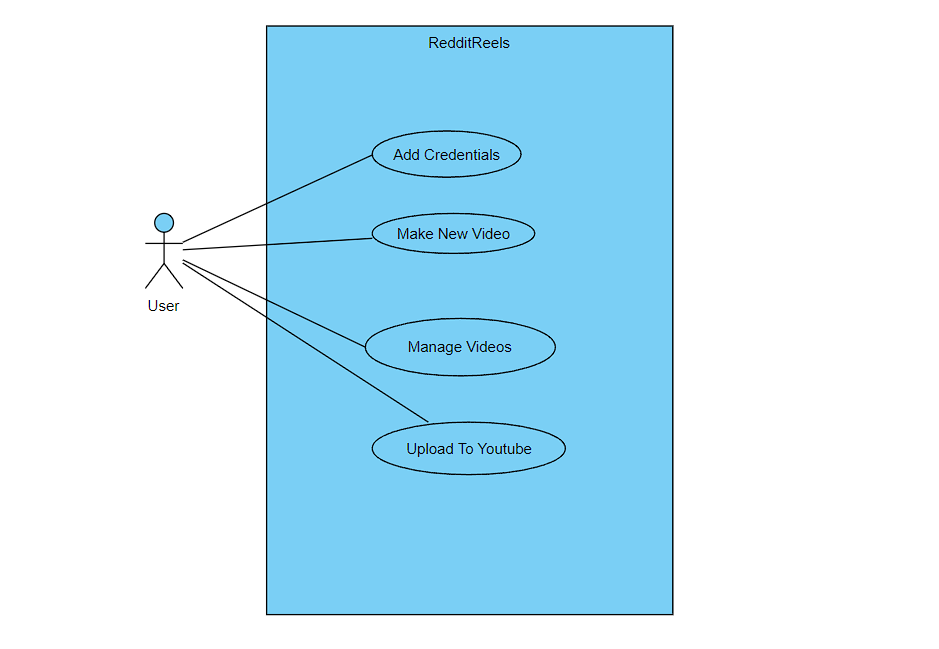 RedditReels
Add Credentials
Make New Video
User
Manage Videos
Upload To Youtube